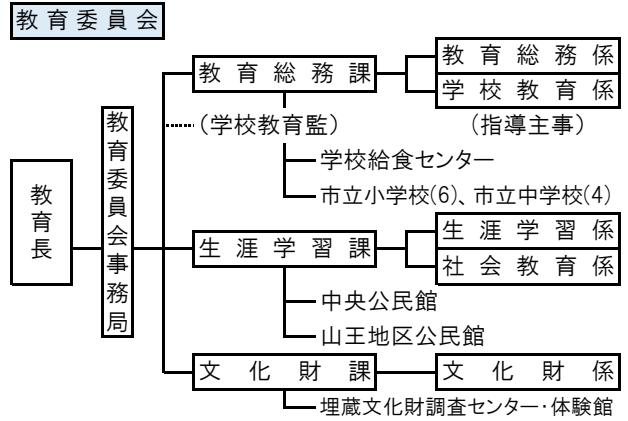 教育委員会
教育長
教育委員会事務局
教育総務課
教育総務係
学校教育係
（学校教育監）
（指導主事）
学校給食センター
市立小学校(6)、市立中学校(4)
生涯学習課
生涯学習係
社会教育係
中央公民館
山王地区公民館
文化財課
文化財係
埋蔵文化財調査センター・体験館